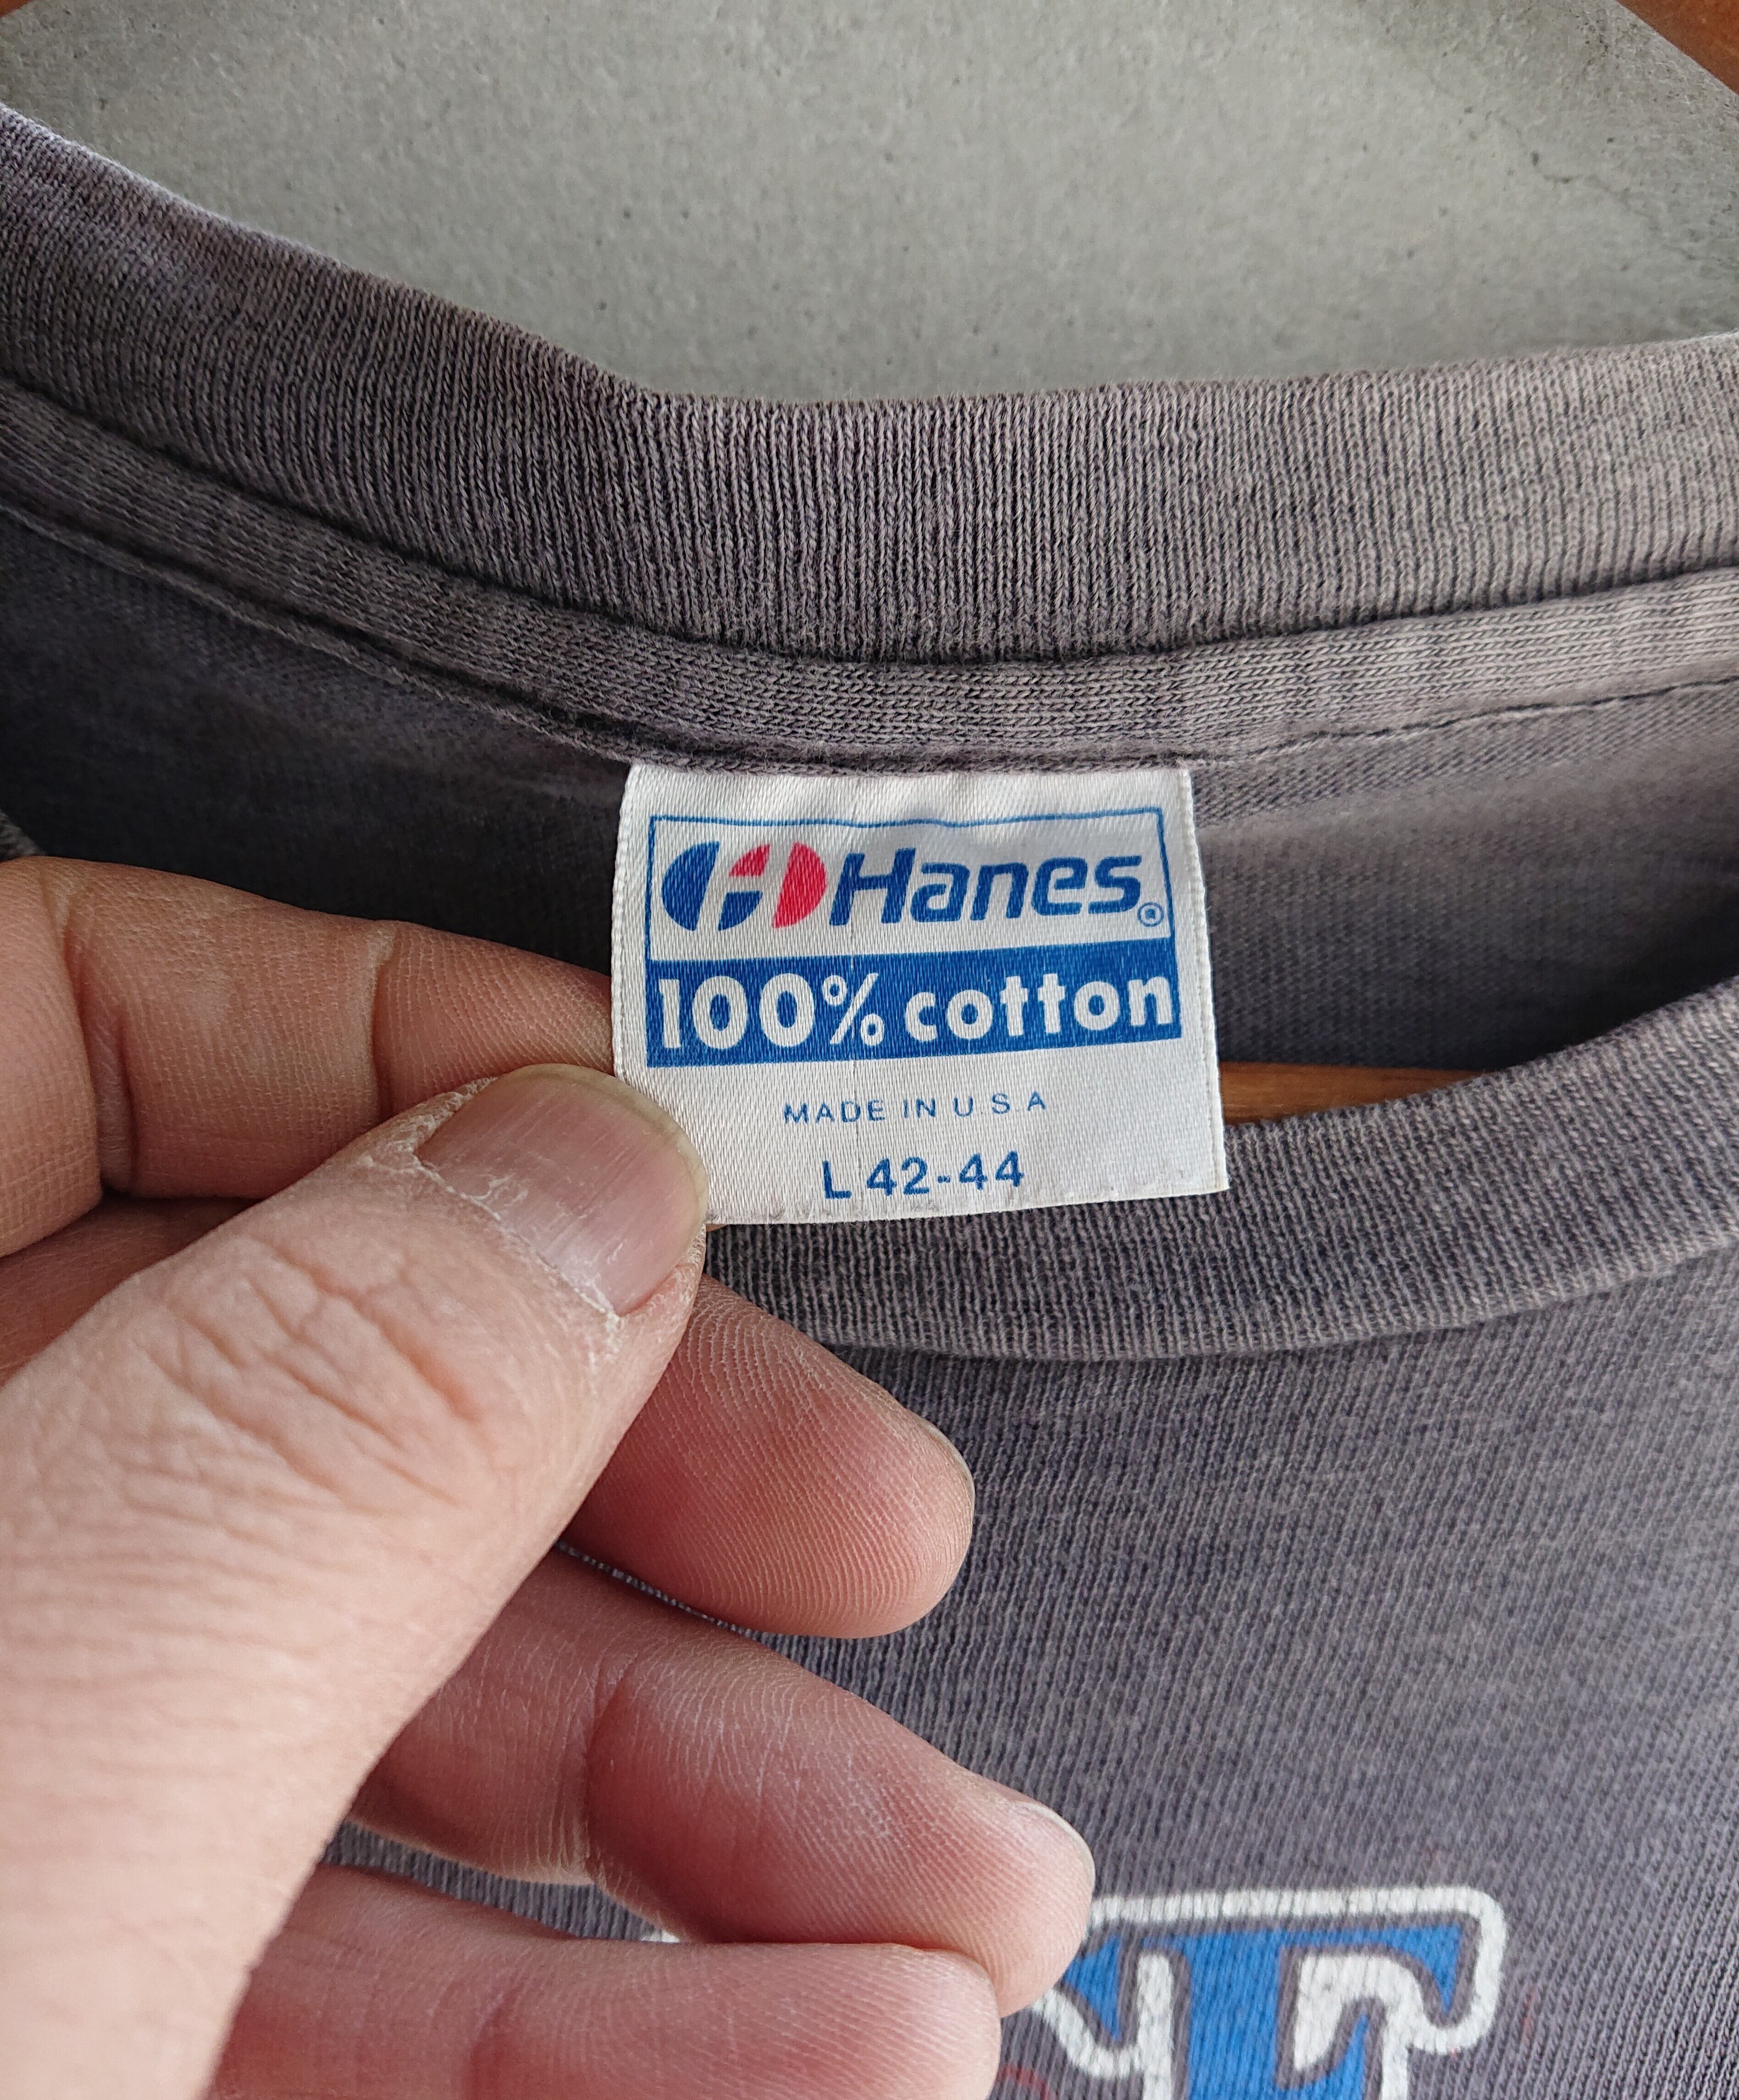 Hanes®
100% cotton
MADE IN U S A
L 42-44